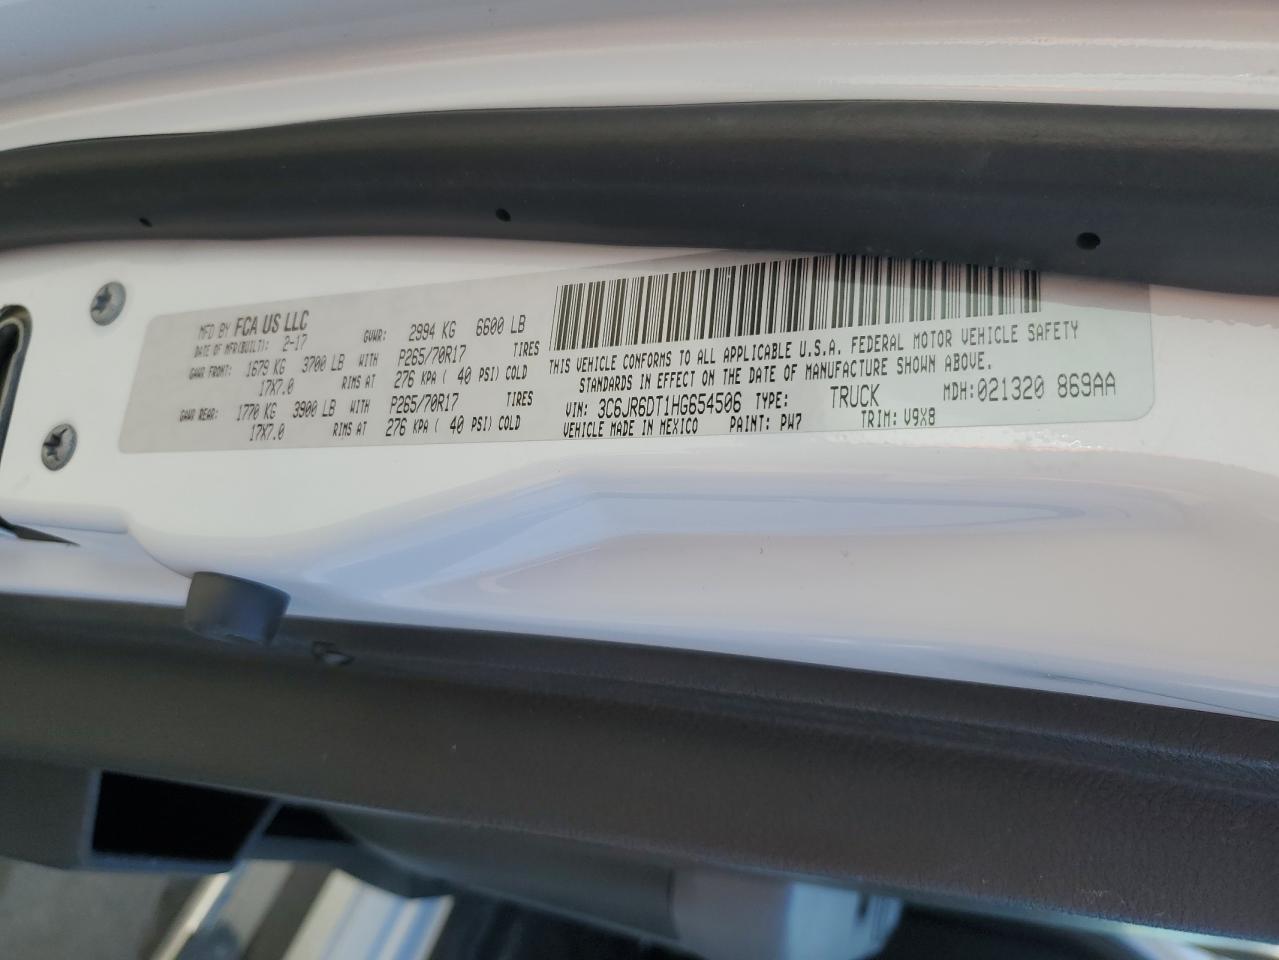 MFD BY FCA US LLC
DATE OF MFR(BUILT): 2-17 GVWR: 2994 KG 6600 LB
GAWR FRONT: 1679 KG 3700 LB WITH P265/70R17 TIRES
17X7.0 RIMS AT 276 KPA ( 40 PSI) COLD
GAWR REAR: 1770 KG 3900 LB WITH P265/70R17 TIRES
17X7.0 RIMS AT 276 KPA ( 40 PSI) COLD
THIS VEHICLE CONFORMS TO ALL APPLICABLE U.S.A. FEDERAL MOTOR VEHICLE SAFETY
STANDARDS IN EFFECT ON THE DATE OF MANUFACTURE SHOWN ABOVE.
VIN: 3C6JR6DT1HG654506 TYPE: TRUCK MDH: 021320 869AA
VEHICLE MADE IN MEXICO PAINT: PW7 TRIM: V9X8